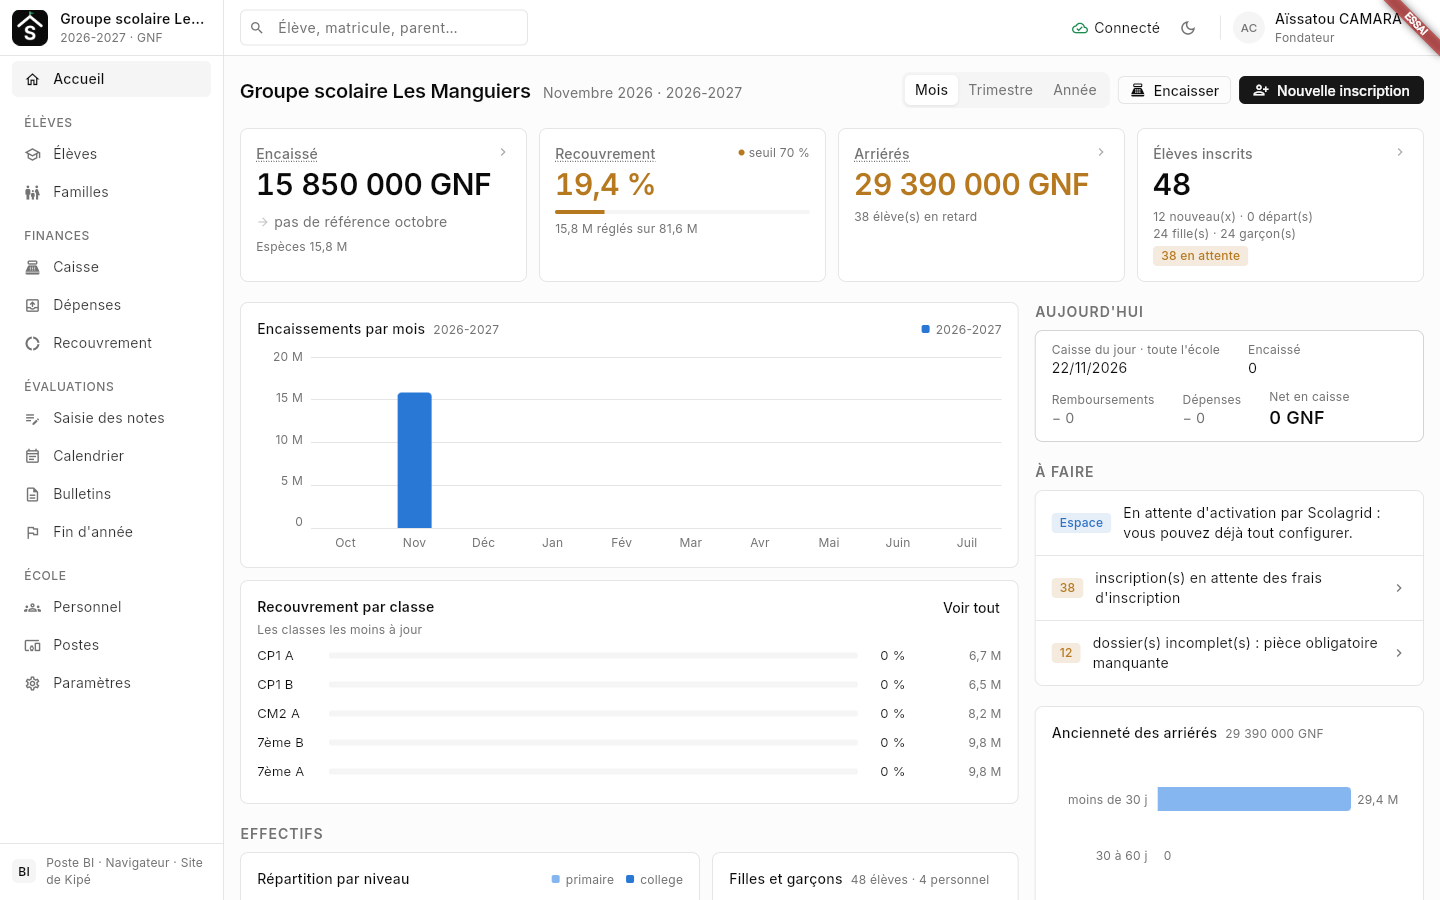 Groupe scolaire Le...
2026-2027 · GNF
Élève, matricule, parent...
Connecté
AC
Aïssatou CAMARA
Fondateur
ESSAI
Accueil
ÉLÈVES
Élèves
Familles
FINANCES
Caisse
Dépenses
Recouvrement
ÉVALUATIONS
Saisie des notes
Calendrier
Bulletins
Fin d'année
ÉCOLE
Personnel
Postes
Paramètres
BI
Poste BI · Navigateur · Site
de Kipé
Groupe scolaire Les Manguiers Novembre 2026 · 2026-2027
Mois Trimestre Année
Encaisser
Nouvelle inscription
Encaissé
15 850 000 GNF
→ pas de référence octobre
Espèces 15,8 M
Recouvrement
seuil 70 %
19,4 %
15,8 M réglés sur 81,6 M
Arriérés
29 390 000 GNF
38 élève(s) en retard
Élèves inscrits
48
12 nouveau(x) · 0 départ(s)
24 fille(s) · 24 garçon(s)
38 en attente
Encaissements par mois 2026-2027
2026-2027
20 M
15 M
10 M
5 M
0
Oct Nov Déc Jan Fév Mar Avr Mai Juin Juil
Recouvrement par classe
Voir tout
Les classes les moins à jour
CP1 A 0 % 6,7 M
CP1 B 0 % 6,5 M
CM2 A 0 % 8,2 M
7ème B 0 % 9,8 M
7ème A 0 % 9,8 M
EFFECTIFS
Répartition par niveau
primaire college
Filles et garçons 48 élèves · 4 personnel
AUJOURD'HUI
Caisse du jour · toute l'école
22/11/2026
Encaissé
0
Remboursements
− 0
Dépenses
− 0
Net en caisse
0 GNF
À FAIRE
Espace
En attente d'activation par Scolagrid :
vous pouvez déjà tout configurer.
38
inscription(s) en attente des frais
d'inscription
12
dossier(s) incomplet(s) : pièce obligatoire
manquante
Ancienneté des arriérés 29 390 000 GNF
moins de 30 j 29,4 M
30 à 60 j 0